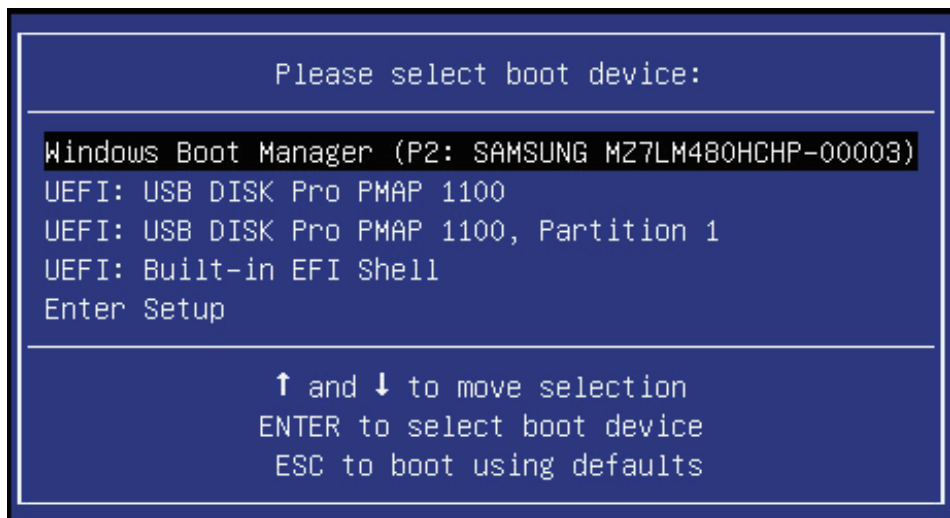 Please select boot device:
Windows Boot Manager (P2: SAMSUNG MZ7LM480HCHP-00003)
UEFI: USB DISK Pro PMAP 1100
UEFI: USB DISK Pro PMAP 1100, Partition 1
UEFI: Built-in EFI Shell
Enter Setup
↑ and ↓ to move selection
ENTER to select boot device
ESC to boot using defaults